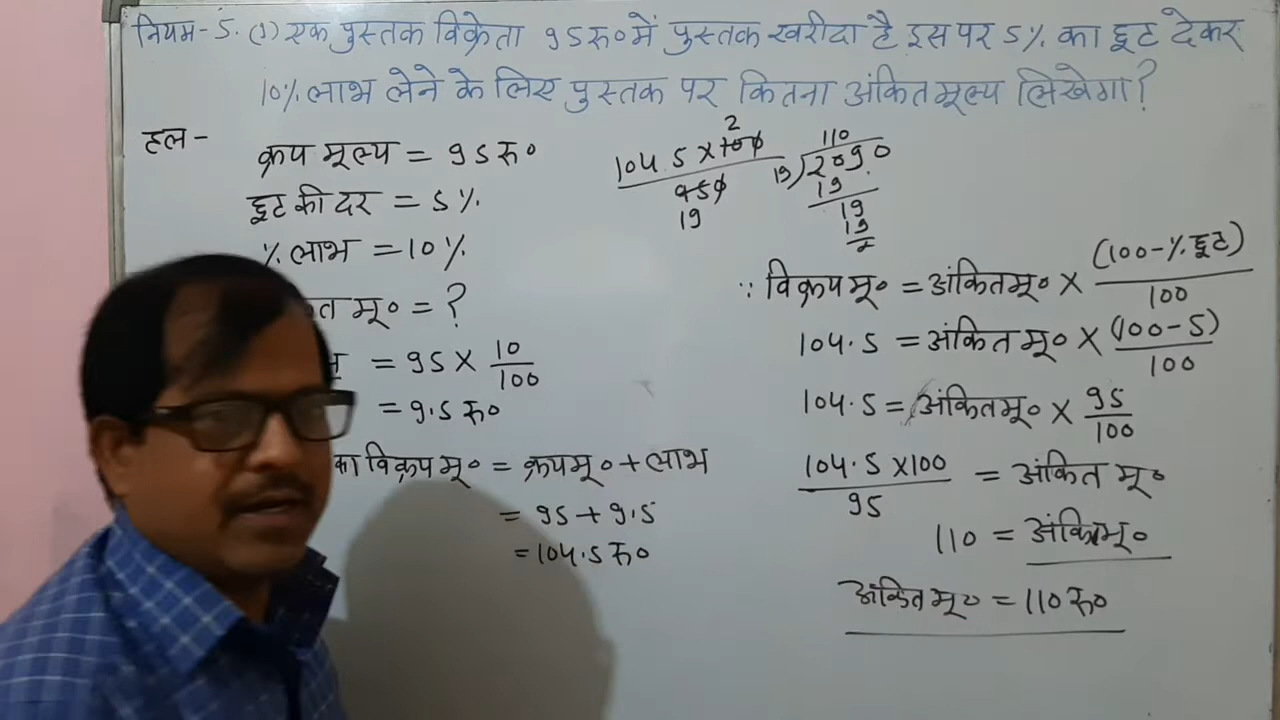 नियम-5. (1) एक पुस्तक विक्रेता 95रु० में पुस्तक खरीदा है इस पर 5% का छूट देकर
10% लाभ लेने के लिए पुस्तक पर कितना अंकित मूल्य लिखेगा?
हल-
क्रय मूल्य = 95रु०
छूट की दर = 5%
% लाभ = 10%
त मू० = ?
= 95 × 10/100
= 9.5 रु०
का विक्रय मू० = क्रय मू० + लाभ
= 95 + 9.5
= 104.5 रु०
2
104.5 × 100
950
19
110
19) 2090
19
19
19
∵ विक्रय मू० = अंकित मू० × (100 - % छूट)/100
104.5 = अंकित मू० × (100 - 5)/100
104.5 = अंकित मू० × 95/100
104.5 × 100/95 = अंकित मू०
110 = अंकित मू०
अंकित मू० = 110 रु०